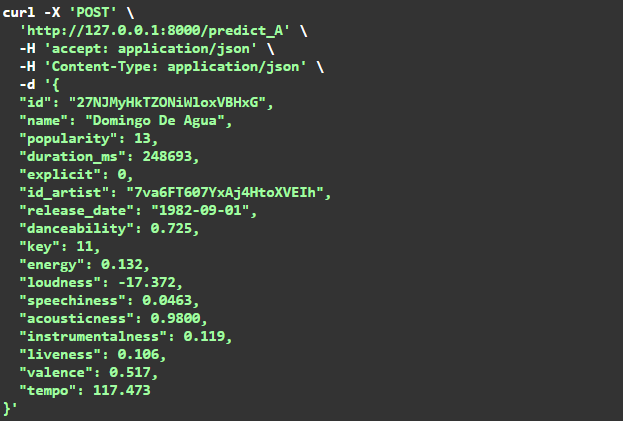 curl -X 'POST' \
  'http://127.0.0.1:8000/predict_A' \
  -H 'accept: application/json' \
  -H 'Content-Type: application/json' \
  -d '{
  "id": "27NJMyHkTZONiWloxVBHxG",
  "name": "Domingo De Agua",
  "popularity": 13,
  "duration_ms": 248693,
  "explicit": 0,
  "id_artist": "7va6FT607YxAj4HtoXVEIh",
  "release_date": "1982-09-01",
  "danceability": 0.725,
  "key": 11,
  "energy": 0.132,
  "loudness": -17.372,
  "speechiness": 0.0463,
  "acousticness": 0.9800,
  "instrumentalness": 0.119,
  "liveness": 0.106,
  "valence": 0.517,
  "tempo": 117.473
}'